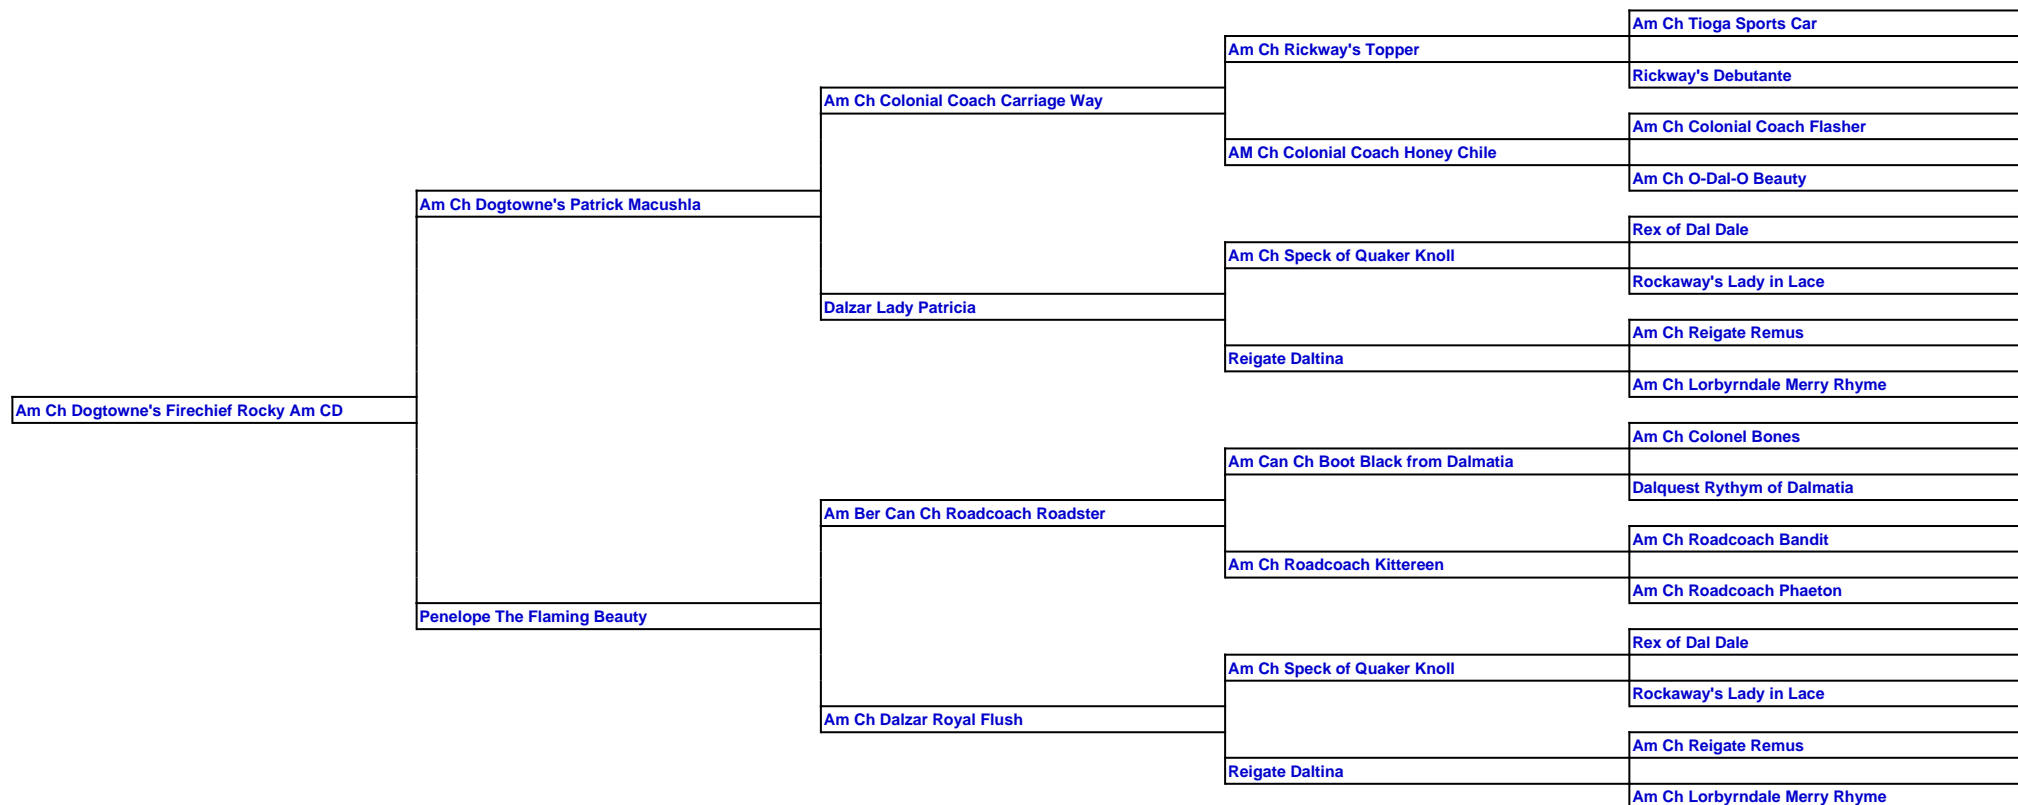 Am Ch Tioga Sports Car
Am Ch Rickway's Topper
Rickway's Debutante
Am Ch Colonial Coach Carriage Way
Am Ch Colonial Coach Flasher
AM Ch Colonial Coach Honey Chile
Am Ch O-Dal-O Beauty
Am Ch Dogtowne's Patrick Macushla
Rex of Dal Dale
Am Ch Speck of Quaker Knoll
Rockaway's Lady in Lace
Dalzar Lady Patricia
Am Ch Reigate Remus
Reigate Daltina
Am Ch Lorbyrndale Merry Rhyme
Am Ch Dogtowne's Firechief Rocky Am CD
Am Ch Colonel Bones
Am Can Ch Boot Black from Dalmatia
Dalquest Rythym of Dalmatia
Am Ber Can Ch Roadcoach Roadster
Am Ch Roadcoach Bandit
Am Ch Roadcoach Kittereen
Am Ch Roadcoach Phaeton
Penelope The Flaming Beauty
Rex of Dal Dale
Am Ch Speck of Quaker Knoll
Rockaway's Lady in Lace
Am Ch Dalzar Royal Flush
Am Ch Reigate Remus
Reigate Daltina
Am Ch Lorbyrndale Merry Rhyme